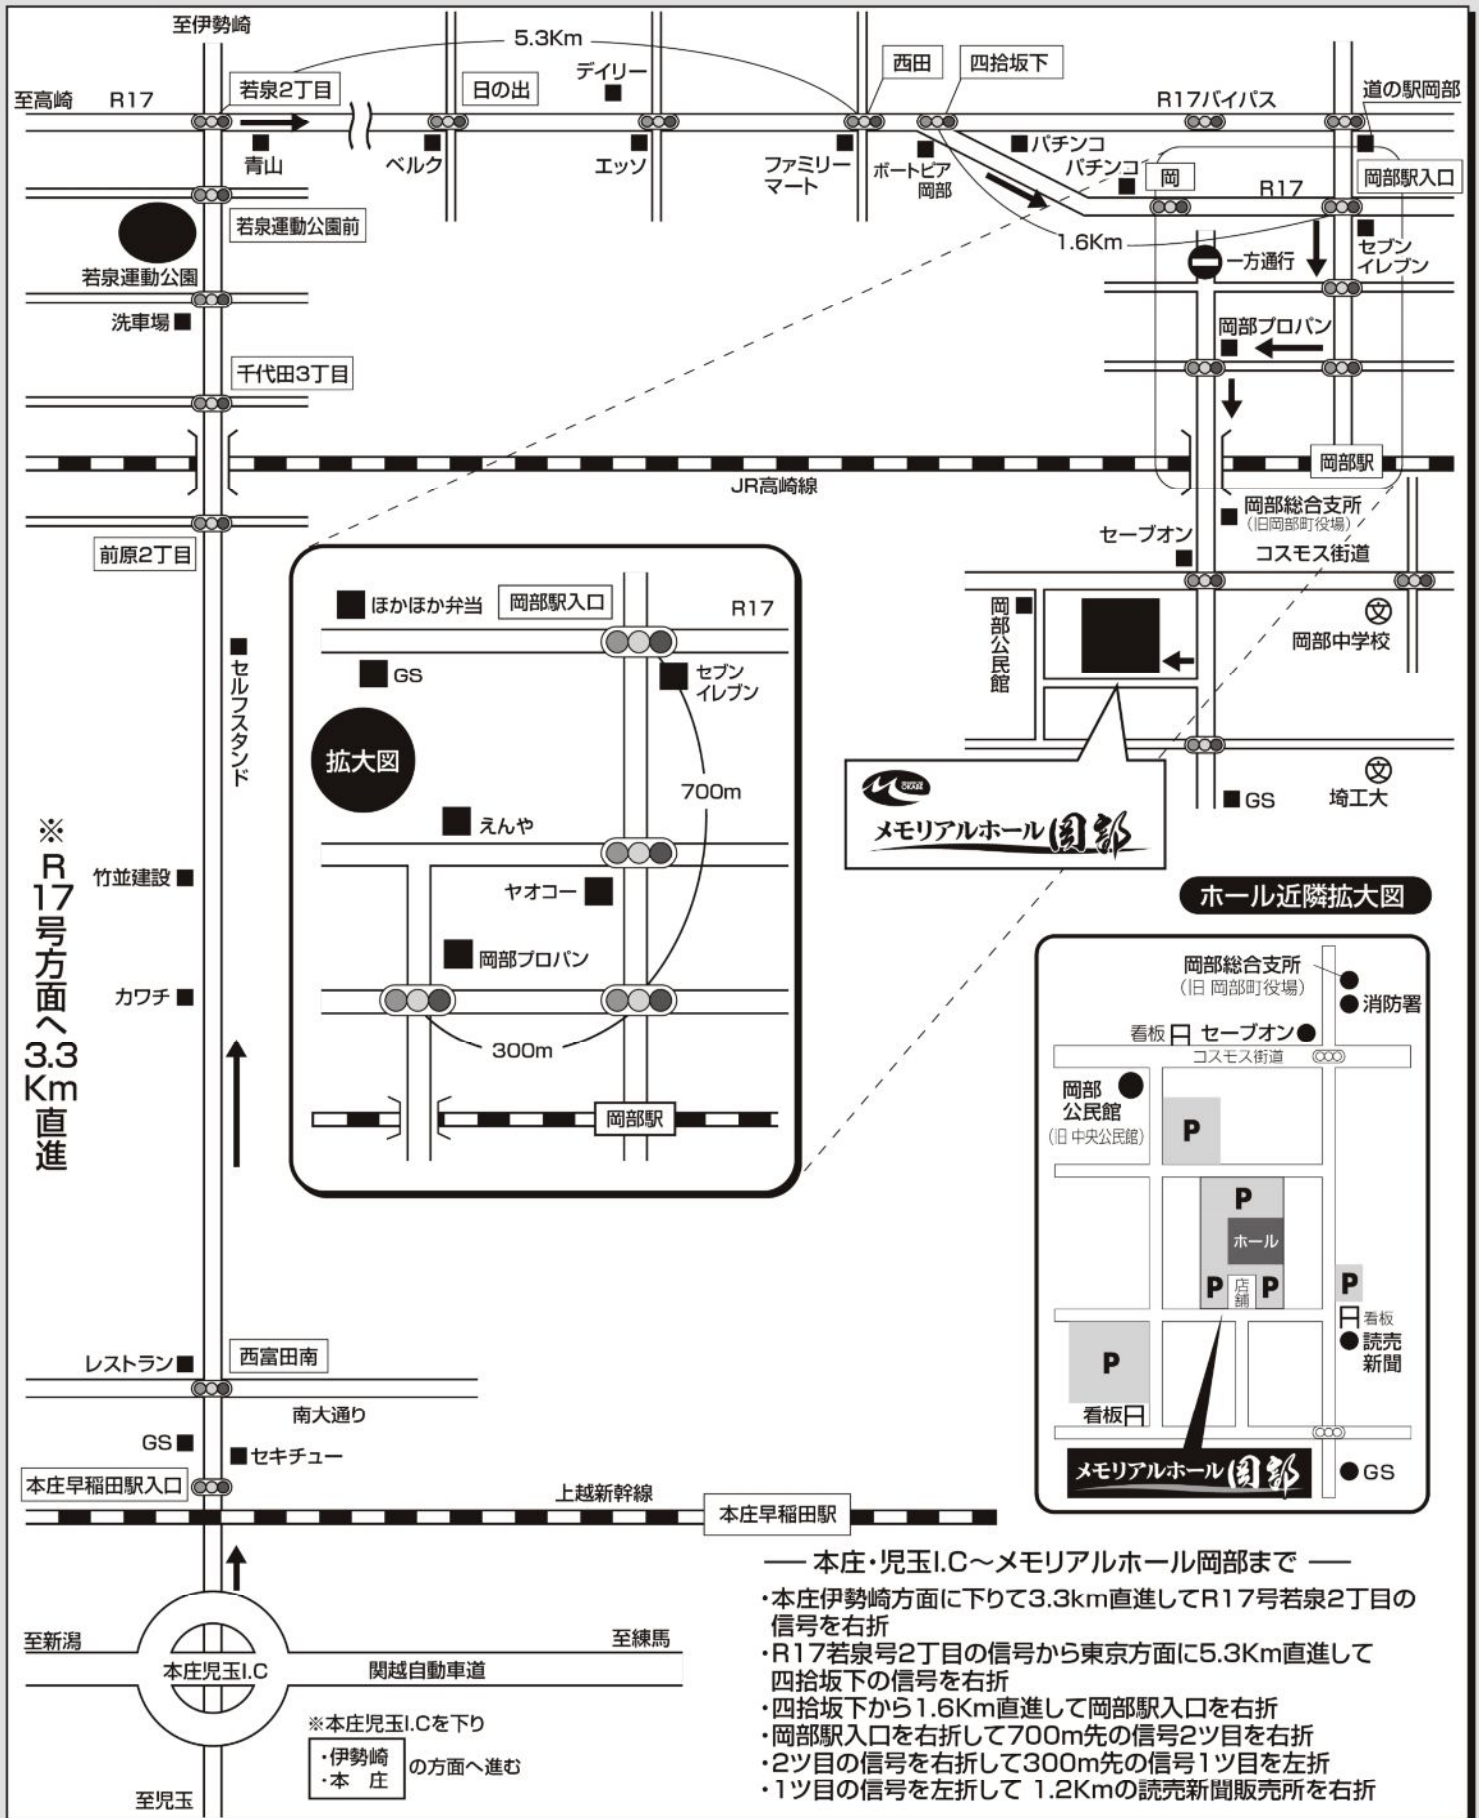 至伊勢崎
5.3Km
至高崎
R17
若泉2丁目
日の出
デイリー
西田
四拾坂下
R17バイパス
道の駅岡部
青山
ベルク
エッソ
ファミリー
マート
ボートピア
岡部
パチンコ
パチンコ
岡
R17
岡部駅入口
若泉運動公園前
若泉運動公園
1.6Km
一方通行
セブン
イレブン
洗車場
岡部プロパン
千代田3丁目
JR高崎線
岡部駅
前原2丁目
岡部総合支所
(旧岡部町役場)
セーブオン
コスモス街道
岡部公民館
文
岡部中学校
セルフスタンド
ほかほか弁当
岡部駅入口
R17
GS
セブン
イレブン
拡大図
700m
えんや
ヤオコー
岡部プロパン
300m
岡部駅
文
埼工大
GS
OKABE
メモリアルホール岡部
※R17号方面へ3.3Km直進
竹並建設
カワチ
ホール近隣拡大図
岡部総合支所
(旧 岡部町役場)
消防署
看板
セーブオン
コスモス街道
岡部
公民館
(旧 中央公民館)
P
P
ホール
P
店舗
P
P
看板
読売
新聞
P
看板
メモリアルホール岡部
GS
レストラン
西富田南
南大通り
GS
セキチュー
本庄早稲田駅入口
上越新幹線
本庄早稲田駅
至新潟
至練馬
本庄児玉I.C
関越自動車道
※本庄児玉I.Cを下り
・伊勢崎
・本 庄
の方面へ進む
至児玉
― 本庄・児玉I.C～メモリアルホール岡部まで ―
・本庄伊勢崎方面に下りて3.3km直進してR17号若泉2丁目の
信号を右折
・R17若泉号2丁目の信号から東京方面に5.3Km直進して
四拾坂下の信号を右折
・四拾坂下から1.6Km直進して岡部駅入口を右折
・岡部駅入口を右折して700m先の信号2ツ目を右折
・2ツ目の信号を右折して300m先の信号1ツ目を左折
・1ツ目の信号を左折して 1.2Kmの読売新聞販売所を右折